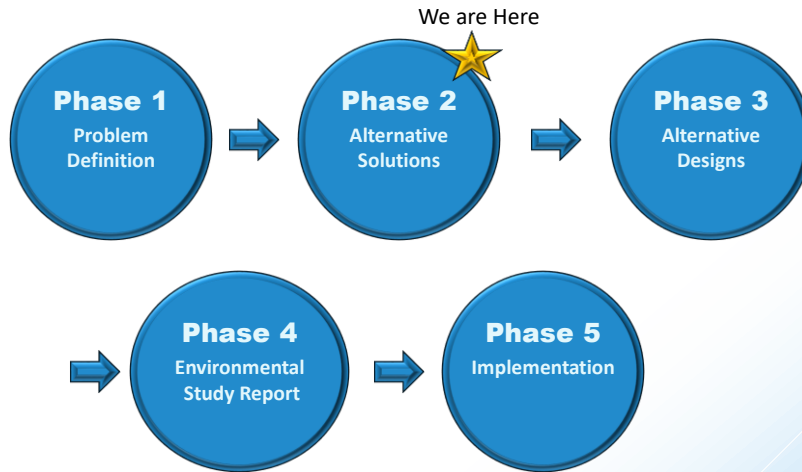 We are Here
Phase 1
Problem
Definition
Phase 2
Alternative
Solutions
Phase 3
Alternative
Designs
Phase 4
Environmental
Study Report
Phase 5
Implementation